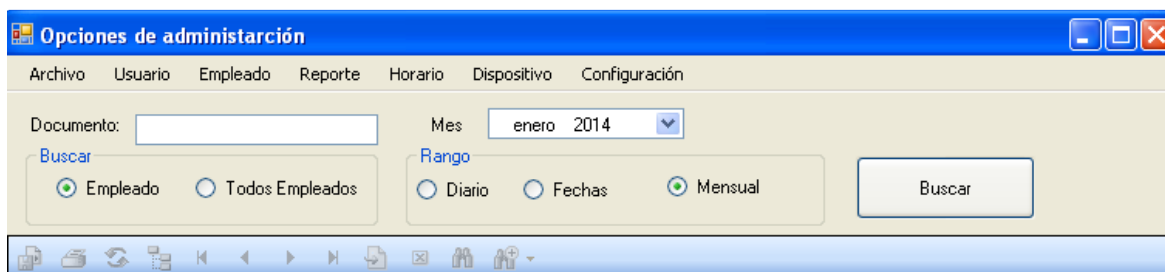 Opciones de administarción
Archivo Usuario Empleado Reporte Horario Dispositivo Configuración
Documento: Mes enero 2014
Buscar Rango
Empleado Todos Empleados Diario Fechas Mensual Buscar